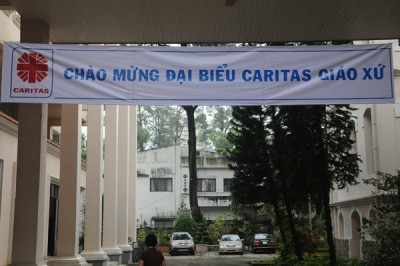 CHÀO MỪNG ĐẠI BIỂU CARITAS GIÁO XỨ
CARITAS